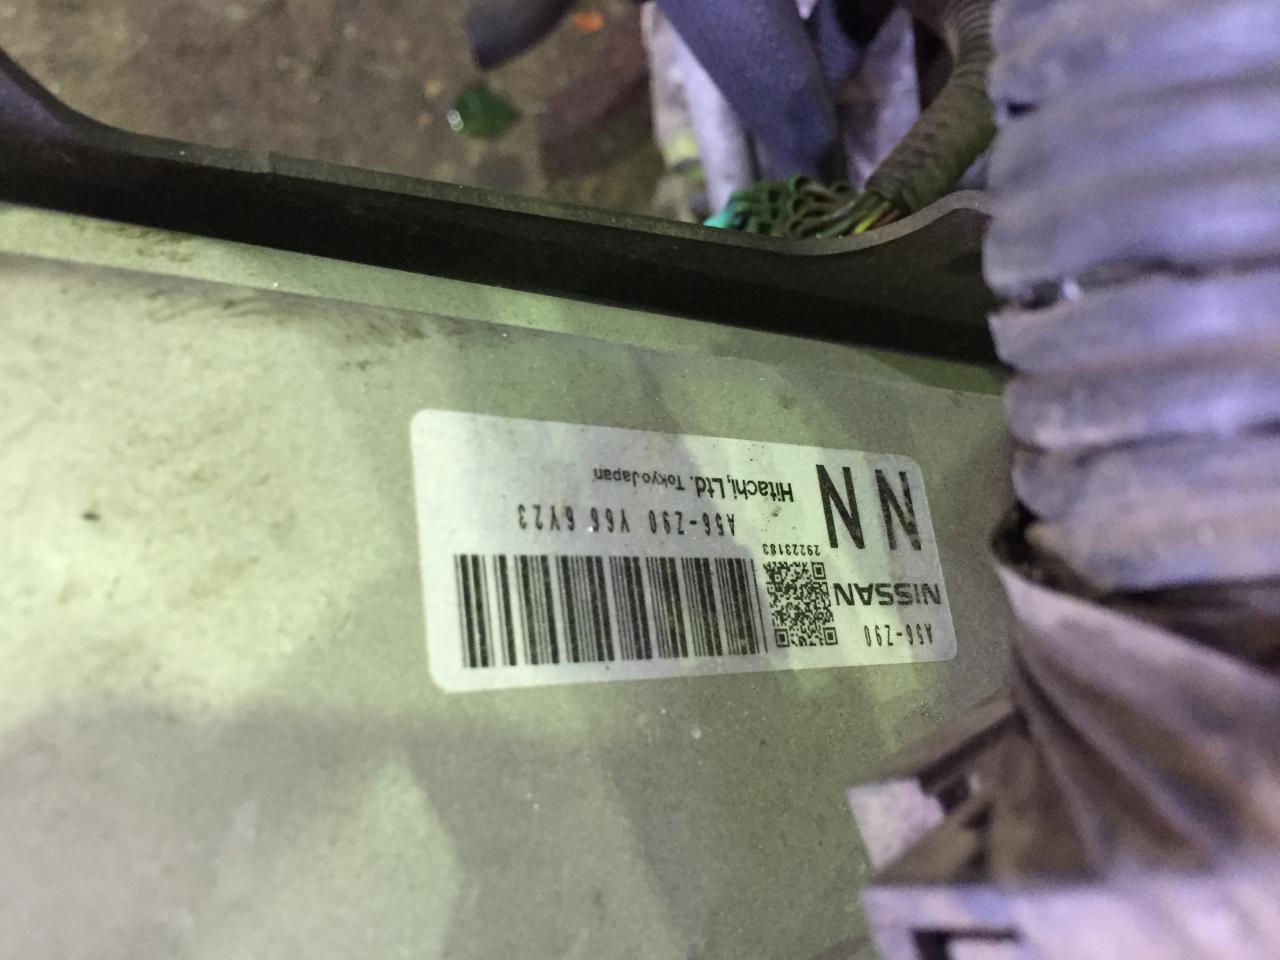 A56-Z90
NISSAN
NN
29223183
A56-Z90 Y66 6Y23
Hitachi, Ltd. Tokyo Japan